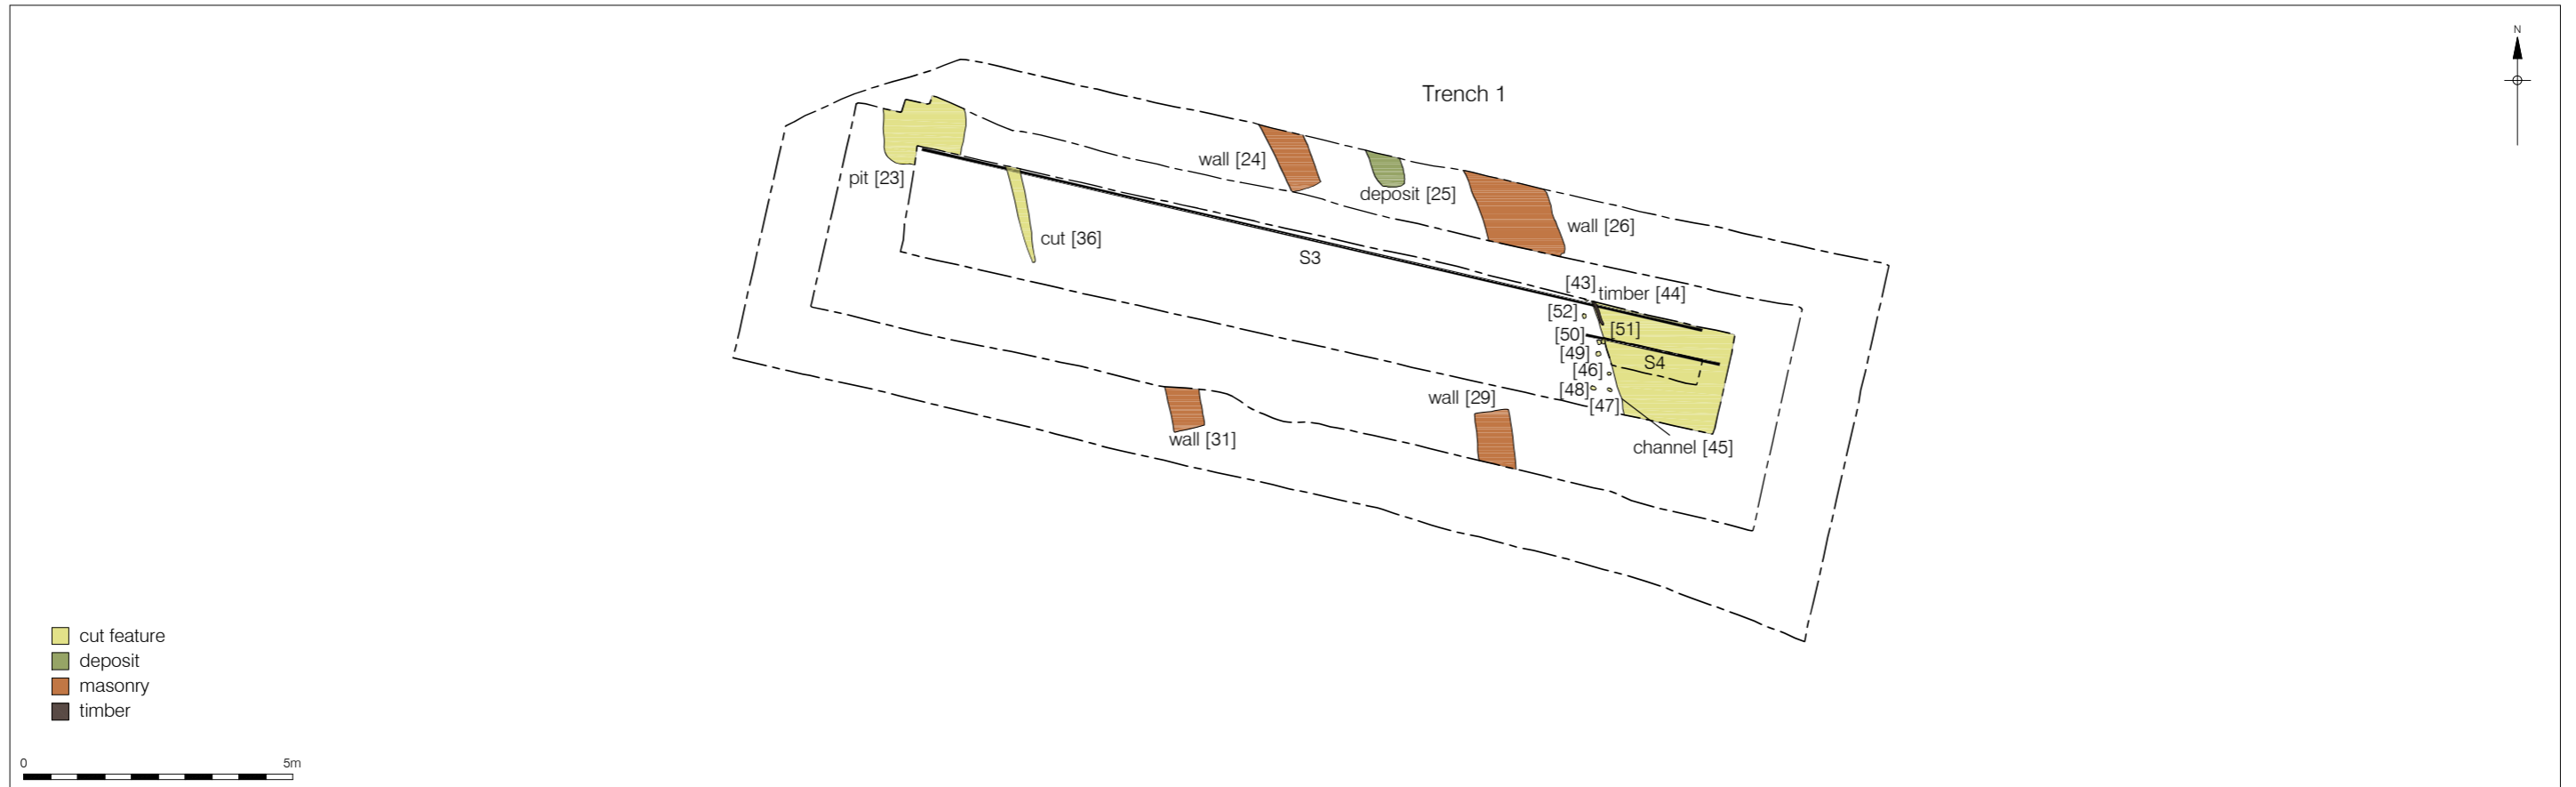 N
Trench 1
wall [24]
deposit [25]
pit [23]
wall [26]
cut [36]
S3
[43]
timber [44]
[52]
[51]
[50]
[49]
S4
[46]
[48]
wall [29]
[47]
wall [31]
channel [45]
cut feature
deposit
masonry
timber
0 5m